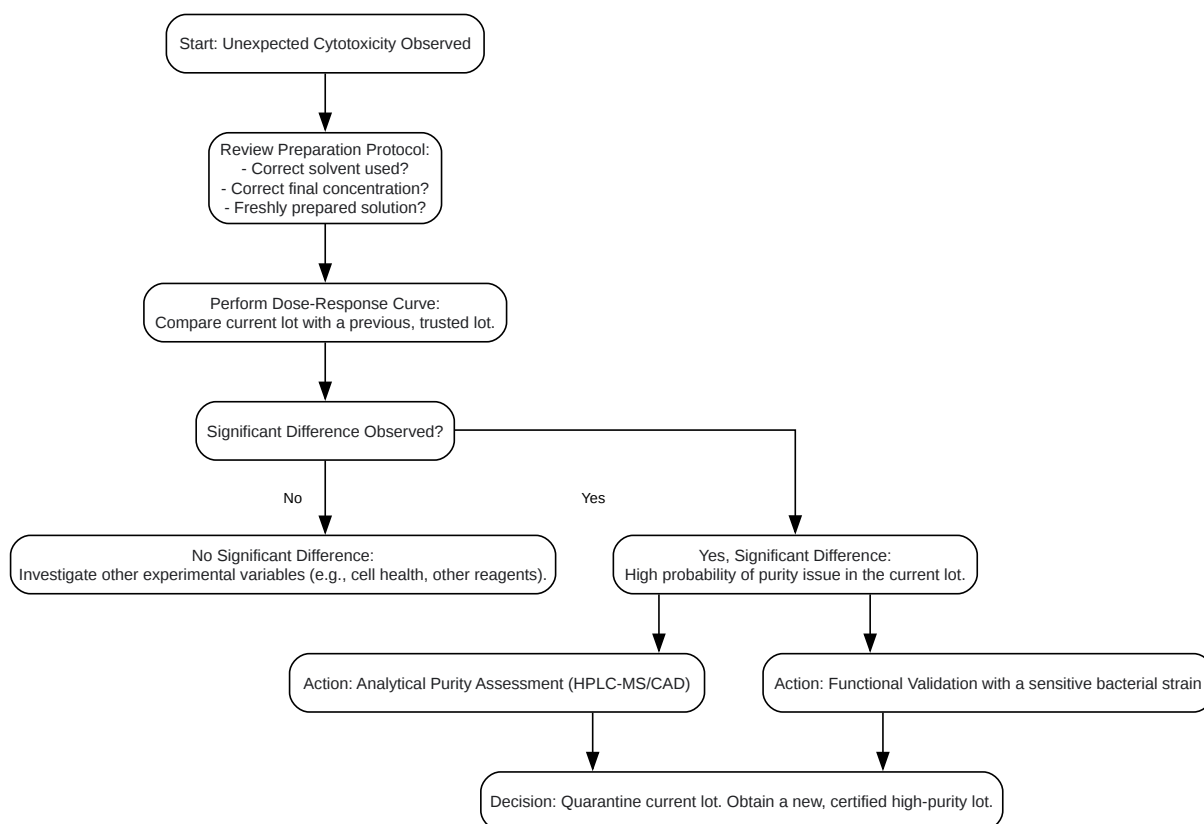 Start: Unexpected Cytotoxicity Observed
Review Preparation Protocol:
- Correct solvent used?
- Correct final concentration?
- Freshly prepared solution?
Perform Dose-Response Curve:
Compare current lot with a previous, trusted lot.
Significant Difference Observed?
No
Yes
No Significant Difference:
Investigate other experimental variables (e.g., cell health, other reagents).
Yes, Significant Difference:
High probability of purity issue in the current lot.
Action: Analytical Purity Assessment (HPLC-MS/CAD)
Action: Functional Validation with a sensitive bacterial strain
Decision: Quarantine current lot. Obtain a new, certified high-purity lot.